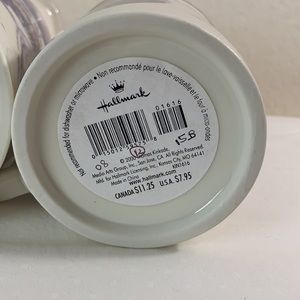 Not recommended for dishwasher or microwave • Non recommandé pour le lave-vaisselle et le four à micro-ondes
Hallmark
01616
© 2000 Thomas Kinkade,
Media Arts Group, Inc., San Jose, CA. All Rights Reserved.
Mfd. for Hallmark Licensing, Inc., Kansas City, MO 64141
Made in China KIN1616
www.hallmark.com
CANADA $11.25 U.S.A. $7.95